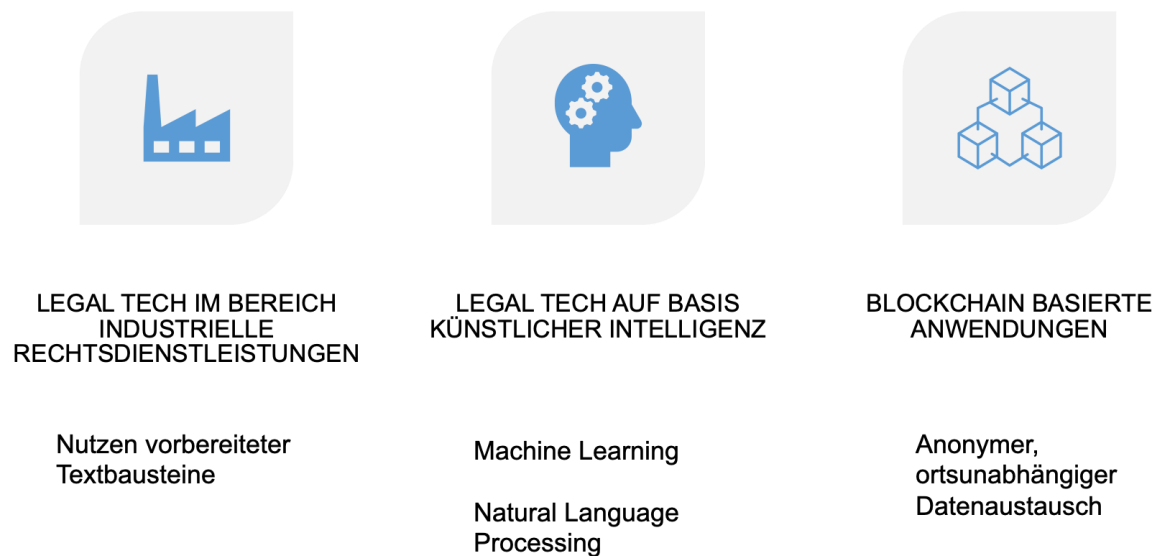 LEGAL TECH IM BEREICH
INDUSTRIELLE
RECHTSDIENSTLEISTUNGEN
Nutzen vorbereiteter
Textbausteine
LEGAL TECH AUF BASIS
KÜNSTLICHER INTELLIGENZ
Machine Learning
Natural Language
Processing
BLOCKCHAIN BASIERTE
ANWENDUNGEN
Anonymer,
ortsunabhängiger
Datenaustausch